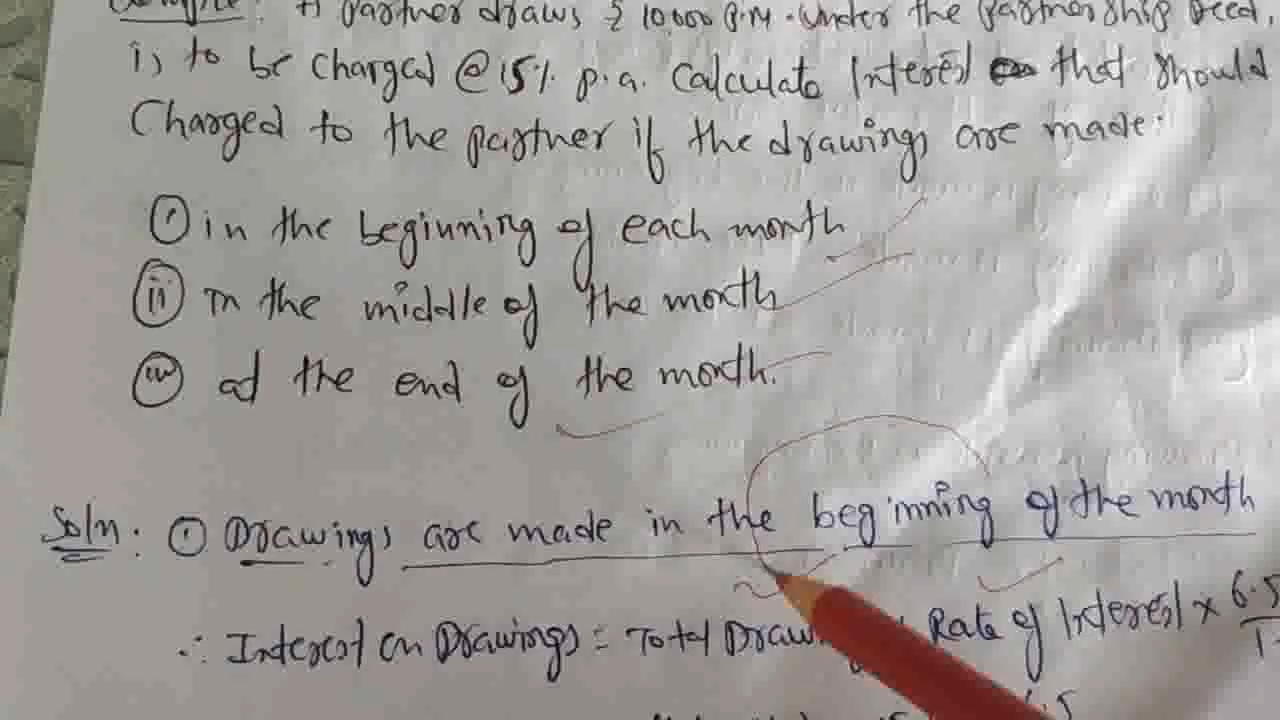 Example: A partner draws ₹ 10000 P.M. Under the partnership Deed,
is to be charged @ 15% p.a. Calculate Interest that should
Charged to the partner if the drawings are made:
(i) in the beginning of each month
(ii) in the middle of the month
(iii) at the end of the month.
Soln: (i) Drawings are made in the beginning of the month
∴ Interest on Drawings = Total Rate of Interest × 6.5